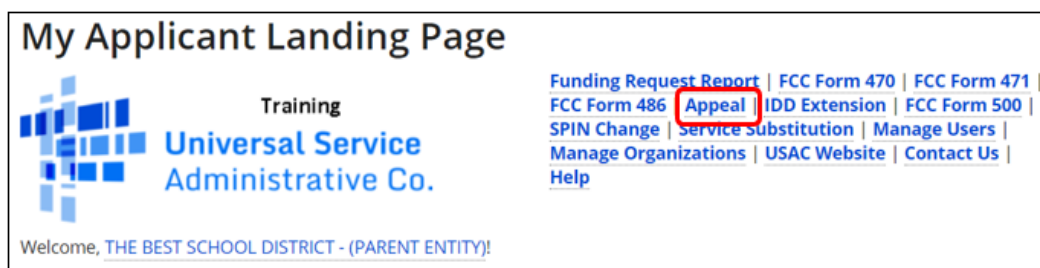 My Applicant Landing Page
Training
Universal Service
Administrative Co.
Funding Request Report | FCC Form 470 | FCC Form 471 |
FCC Form 486 | Appeal | IDD Extension | FCC Form 500 |
SPIN Change | Service Substitution | Manage Users |
Manage Organizations | USAC Website | Contact Us |
Help
Welcome, THE BEST SCHOOL DISTRICT - (PARENT ENTITY)!